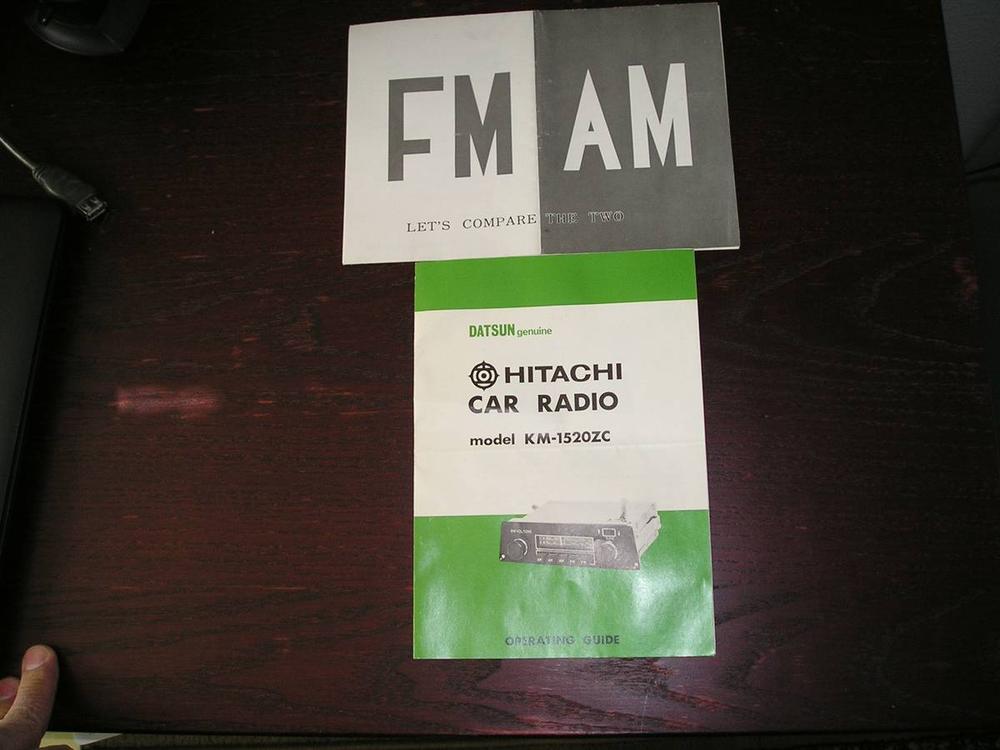 FM AM
LET'S COMPARE THE TWO
DATSUN genuine
HITACHI
CAR RADIO
model KM-1520ZC
OPERATING GUIDE